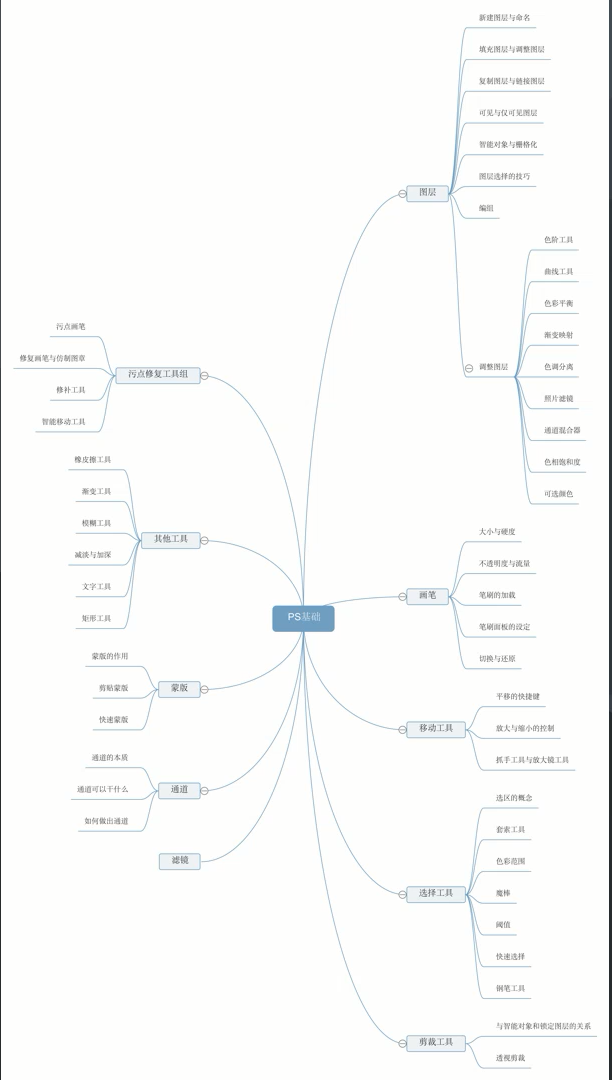 PS基础
图层
新建图层与命名
填充图层与调整图层
复制图层与链接图层
可见与仅可见图层
智能对象与栅格化
图层选择的技巧
编组
调整图层
色阶工具
曲线工具
色彩平衡
渐变映射
色调分离
照片滤镜
通道混合器
色相饱和度
可选颜色
画笔
大小与硬度
不透明度与流量
笔刷的加载
笔刷面板的设定
切换与还原
移动工具
平移的快捷键
放大与缩小的控制
抓手工具与放大镜工具
选择工具
选区的概念
套索工具
色彩范围
魔棒
阈值
快速选择
钢笔工具
剪裁工具
与智能对象和锁定图层的关系
透视剪裁
污点修复工具组
污点画笔
修复画笔与仿制图章
修补工具
智能移动工具
其他工具
橡皮擦工具
渐变工具
模糊工具
减淡与加深
文字工具
矩形工具
蒙版
蒙版的作用
剪贴蒙版
快速蒙版
通道
通道的本质
通道可以干什么
如何做出通道
滤镜